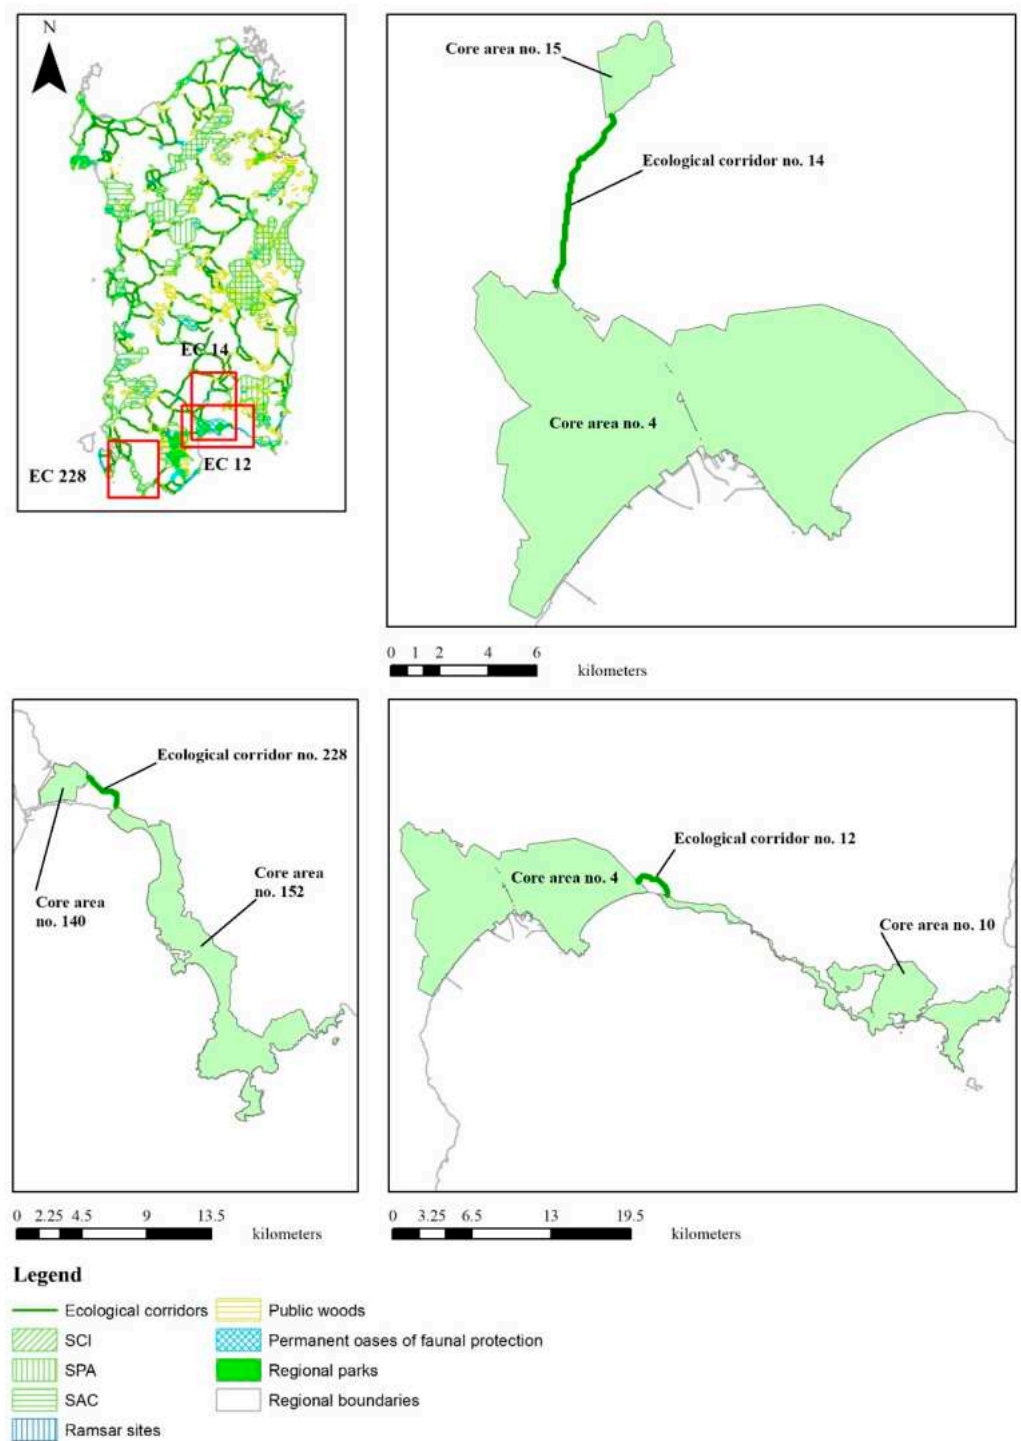 N
EC 14
EC 12
EC 228
Core area no. 15
Ecological corridor no. 14
Core area no. 4
0 1 2 4 6
kilometers
Ecological corridor no. 228
Core area
no. 152
Core area
no. 140
0 2.25 4.5 9 13.5
kilometers
Ecological corridor no. 12
Core area no. 4
Core area no. 10
0 3.25 6.5 13 19.5
kilometers
Legend
Ecological corridors
SCI
SPA
SAC
Ramsar sites
Public woods
Permanent oases of faunal protection
Regional parks
Regional boundaries